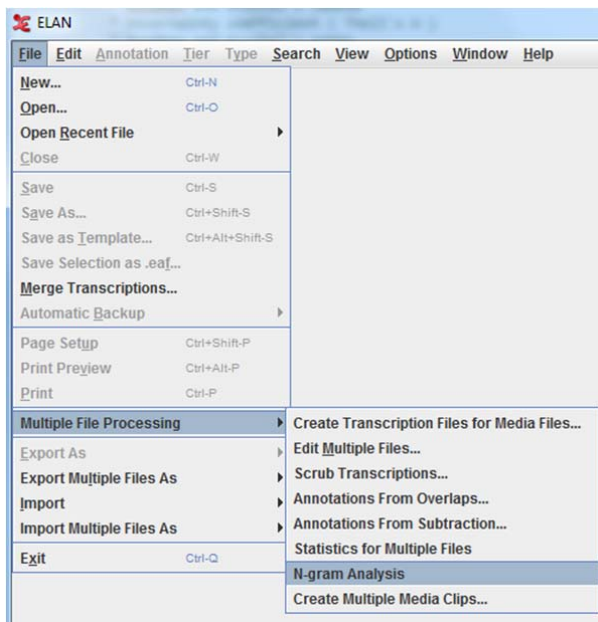 ELAN
File Edit Annotation Tier Type Search View Options Window Help
New... Ctrl-N
Open... Ctrl-O
Open Recent File
Close Ctrl-W
Save Ctrl-S
Save As... Ctrl+Shift-S
Save as Template... Ctrl+Alt+Shift-S
Save Selection as .eaf...
Merge Transcriptions...
Automatic Backup
Page Setup Ctrl+Shift-P
Print Preview Ctrl+Alt-P
Print Ctrl-P
Multiple File Processing
Export As
Export Multiple Files As
Import
Import Multiple Files As
Exit Ctrl-Q
Create Transcription Files for Media Files...
Edit Multiple Files...
Scrub Transcriptions...
Annotations From Overlaps...
Annotations From Subtraction...
Statistics for Multiple Files
N-gram Analysis
Create Multiple Media Clips...